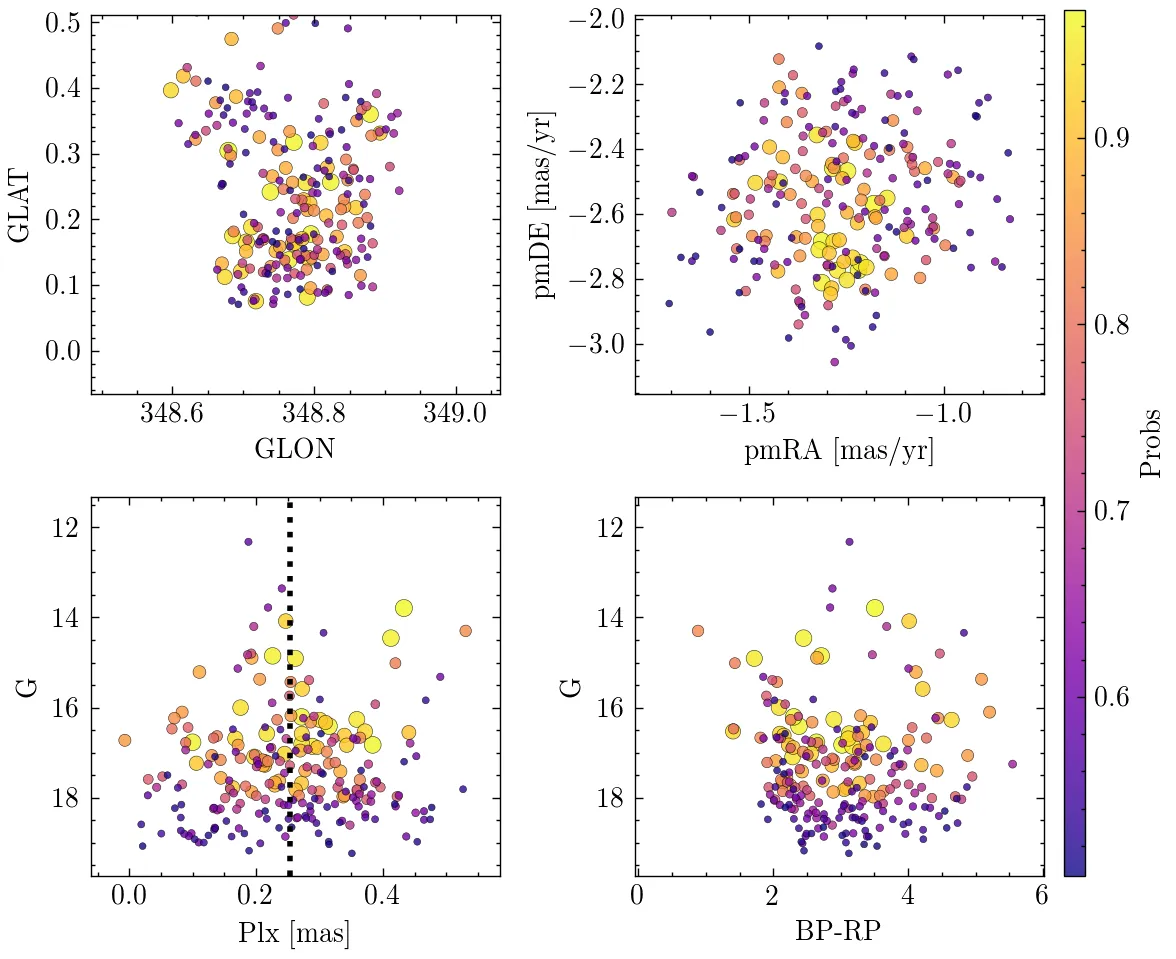 0.5
0.4
0.3
0.2
0.1
0.0
GLAT
348.6 348.8 349.0
GLON
−2.0
−2.2
−2.4
−2.6
−2.8
−3.0
pmDE [mas/yr]
−1.5 −1.0
pmRA [mas/yr]
12
14
16
18
G
0.0 0.2 0.4
Plx [mas]
12
14
16
18
G
0 2 4 6
BP-RP
0.9
0.8
0.7
0.6
Probs